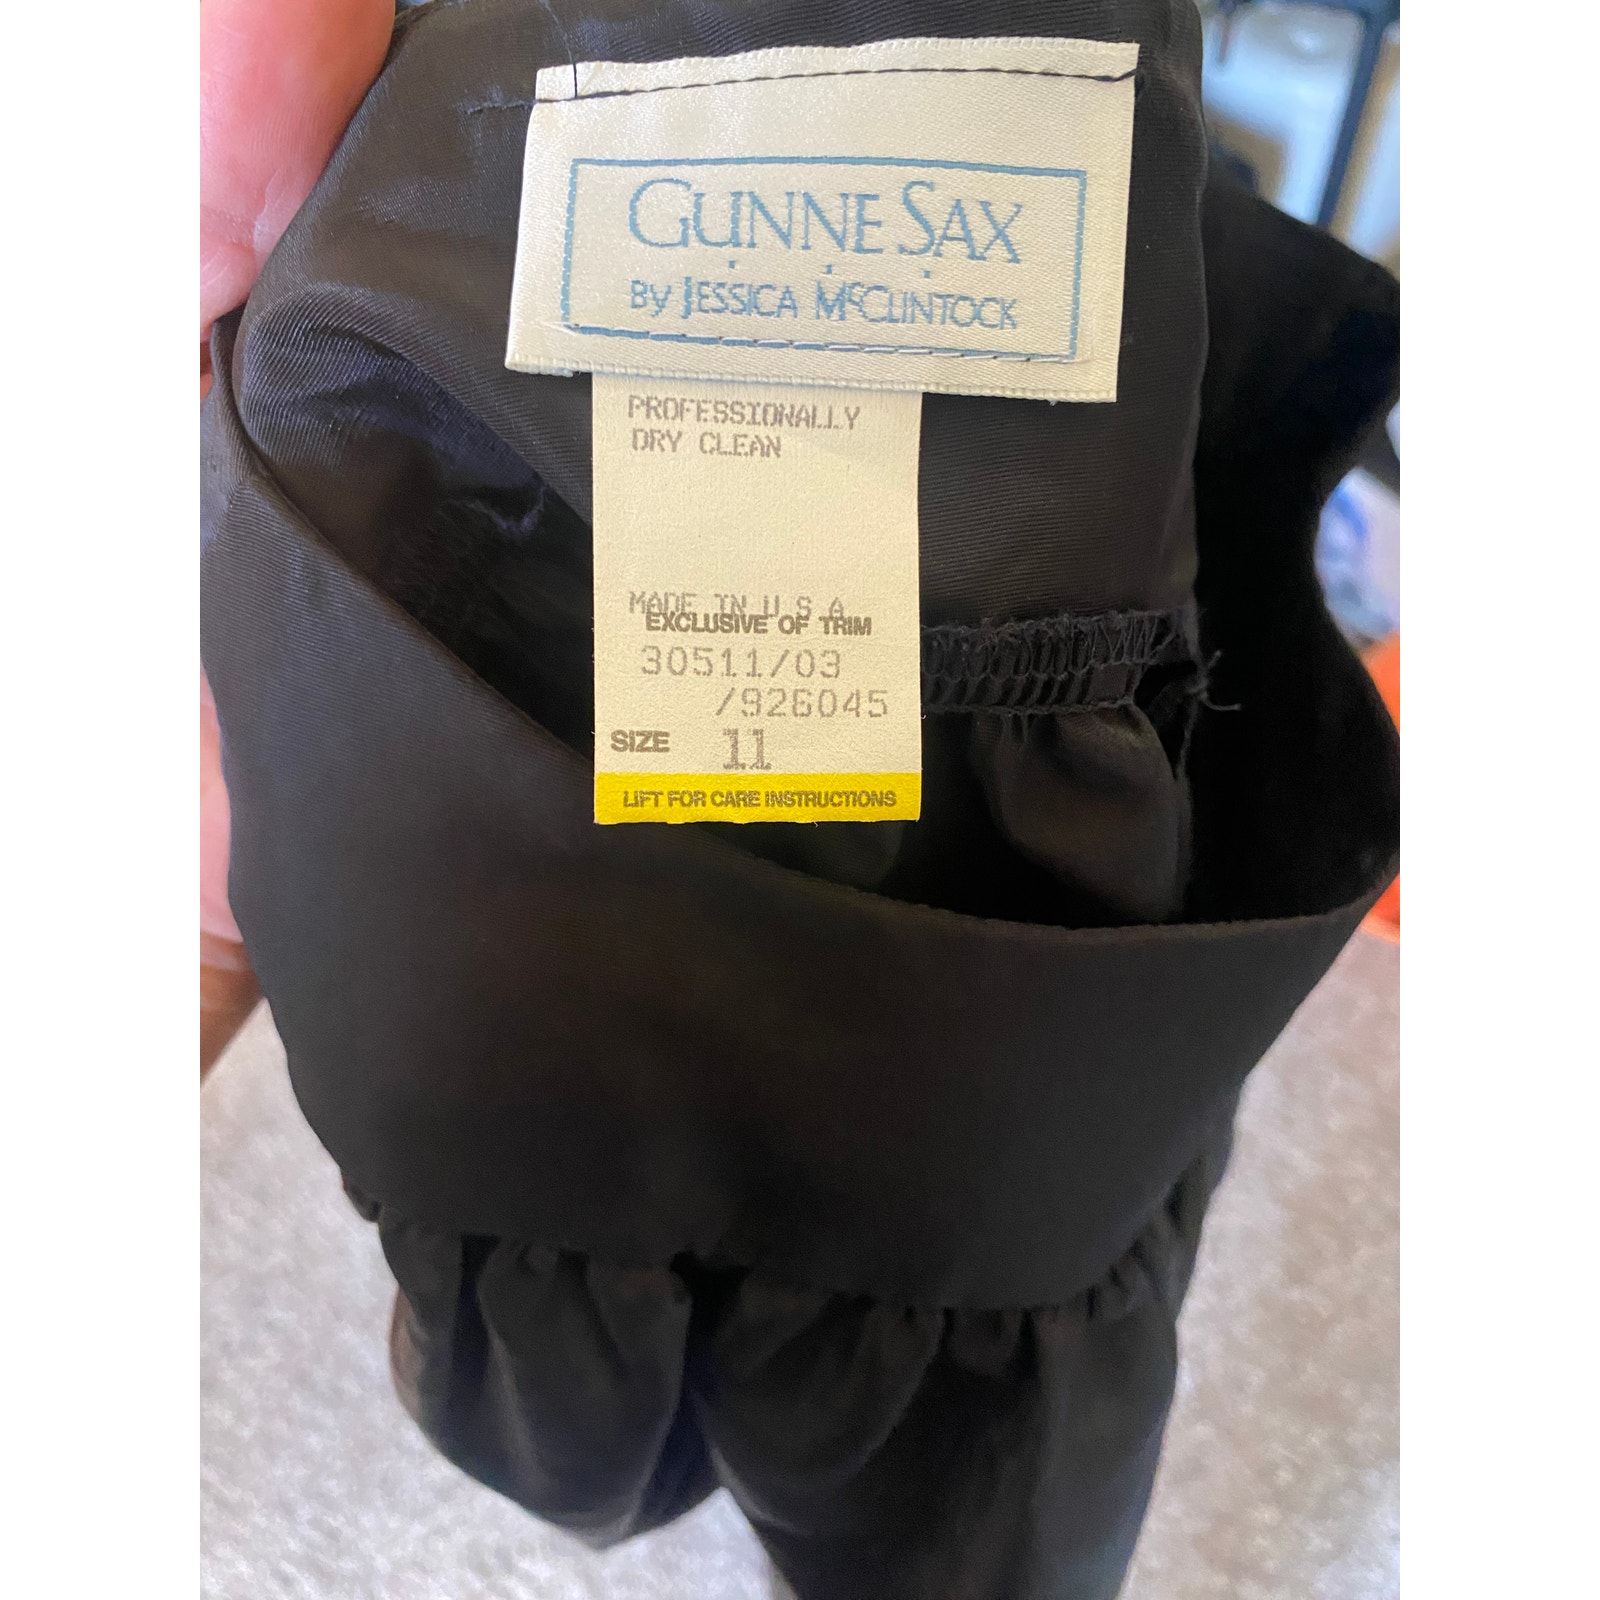 GUNNE SAX
BY JESSICA McCLINTOCK
PROFESSIONALLY
DRY CLEAN
MADE IN U S A
EXCLUSIVE OF TRIM
30511/03
/926045
SIZE 11
LIFT FOR CARE INSTRUCTIONS